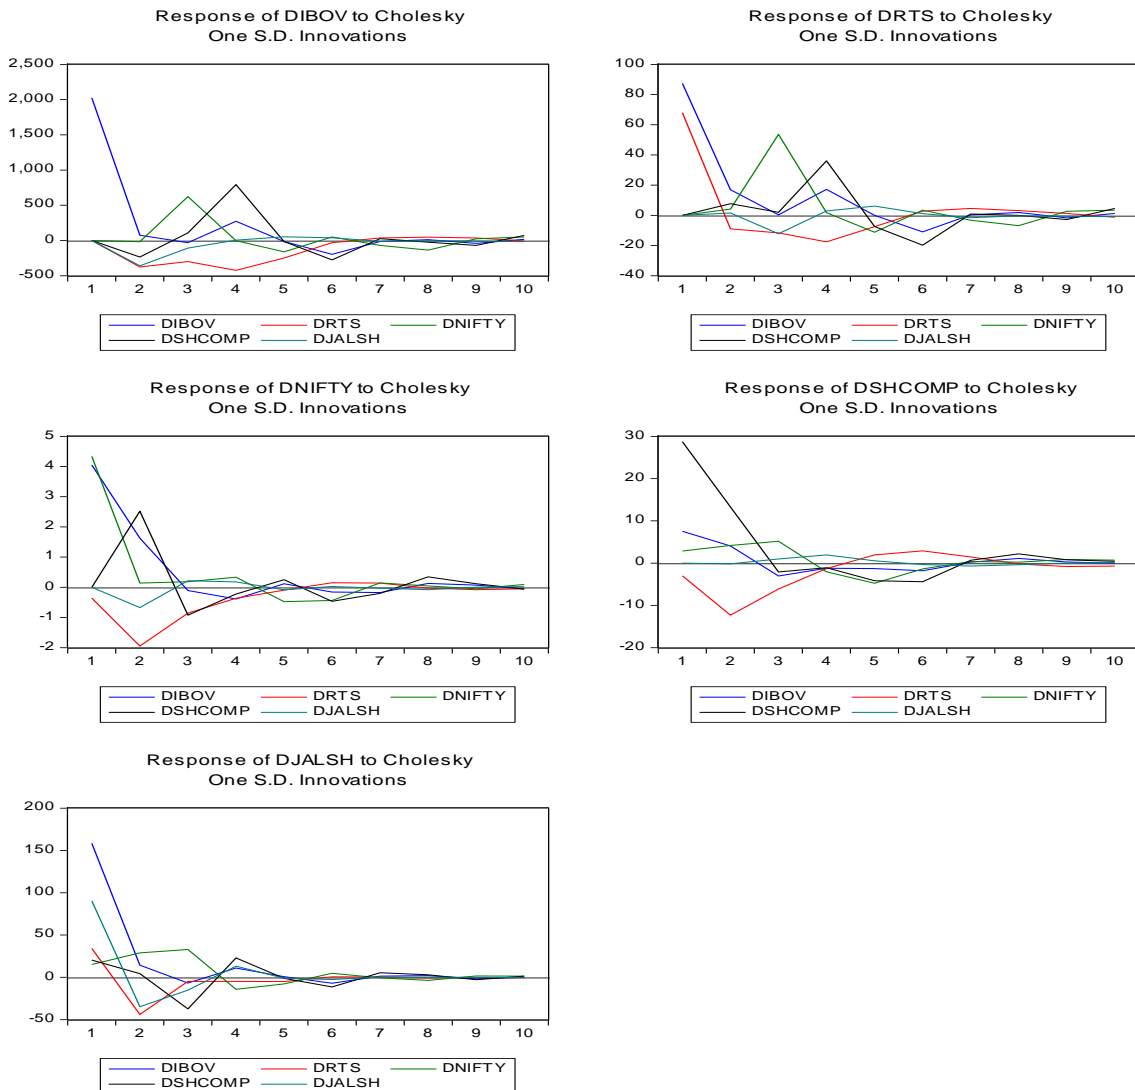 Response of DIBOV to Cholesky
One S.D. Innovations
2,500
2,000
1,500
1,000
500
0
-500
1 2 3 4 5 6 7 8 9 10
DIBOV DRTS DNIFTY
DSHCOMP DJALSH
Response of DRTS to Cholesky
One S.D. Innovations
100
80
60
40
20
0
-20
-40
1 2 3 4 5 6 7 8 9 10
DIBOV DRTS DNIFTY
DSHCOMP DJALSH
Response of DNIFTY to Cholesky
One S.D. Innovations
5
4
3
2
1
0
-1
-2
1 2 3 4 5 6 7 8 9 10
DIBOV DRTS DNIFTY
DSHCOMP DJALSH
Response of DSHCOMP to Cholesky
One S.D. Innovations
30
20
10
0
-10
-20
1 2 3 4 5 6 7 8 9 10
DIBOV DRTS DNIFTY
DSHCOMP DJALSH
Response of DJALSH to Cholesky
One S.D. Innovations
200
150
100
50
0
-50
1 2 3 4 5 6 7 8 9 10
DIBOV DRTS DNIFTY
DSHCOMP DJALSH